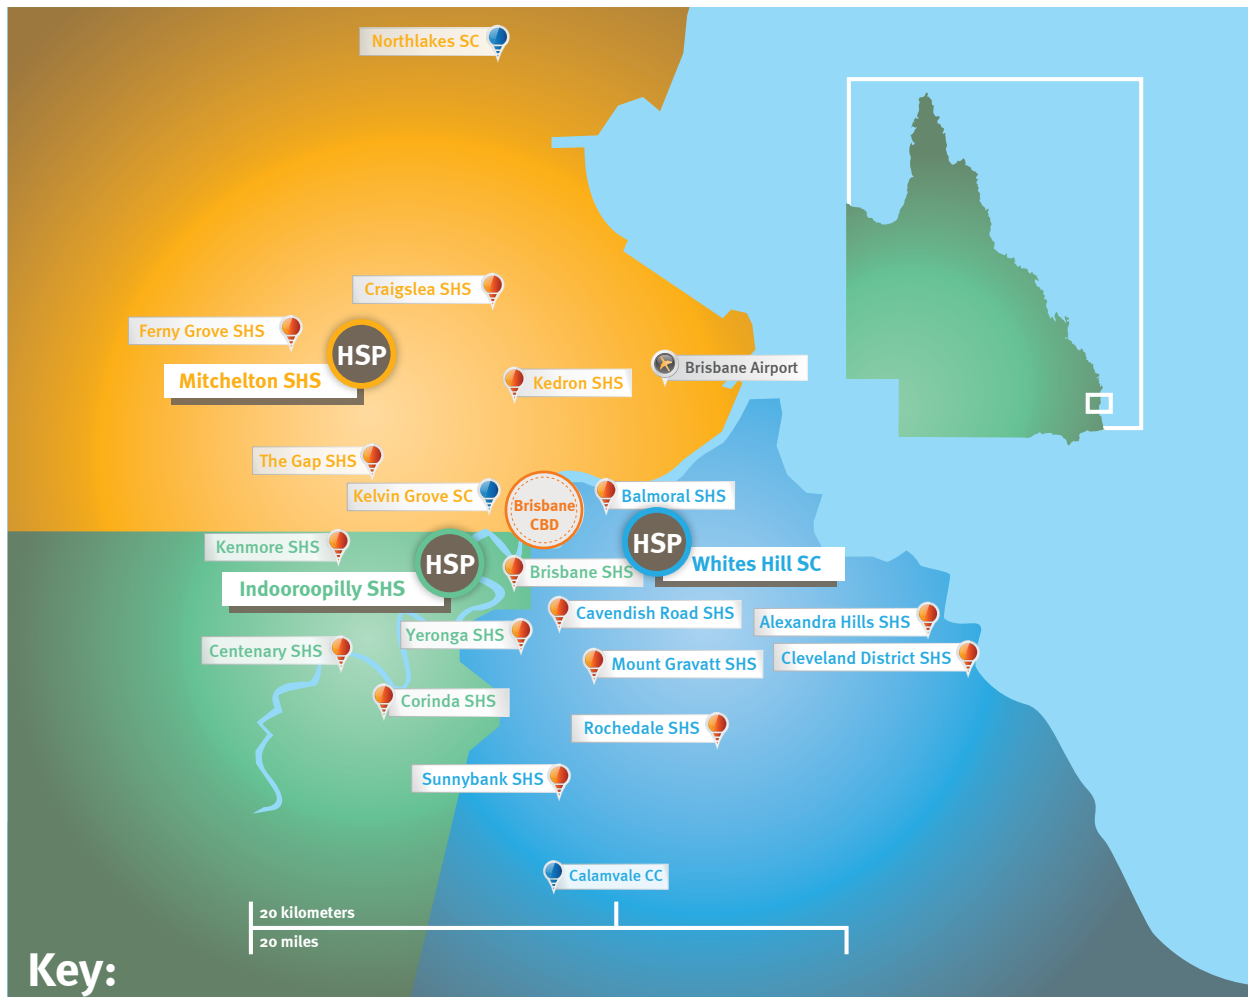 Northlakes SC
Craigslea SHS
Ferny Grove SHS
HSP
Mitchelton SHS
Brisbane Airport
Kedron SHS
The Gap SHS
Kelvin Grove SC
Brisbane
CBD
Balmoral SHS
Kenmore SHS
HSP
Indooroopilly SHS
HSP
Whites Hill SC
Brisbane SHS
Cavendish Road SHS
Alexandra Hills SHS
Yeronga SHS
Centenary SHS
Mount Gravatt SHS
Cleveland District SHS
Corinda SHS
Rochedale SHS
Sunnybank SHS
Calamvale CC
20 kilometers
20 miles
Key: